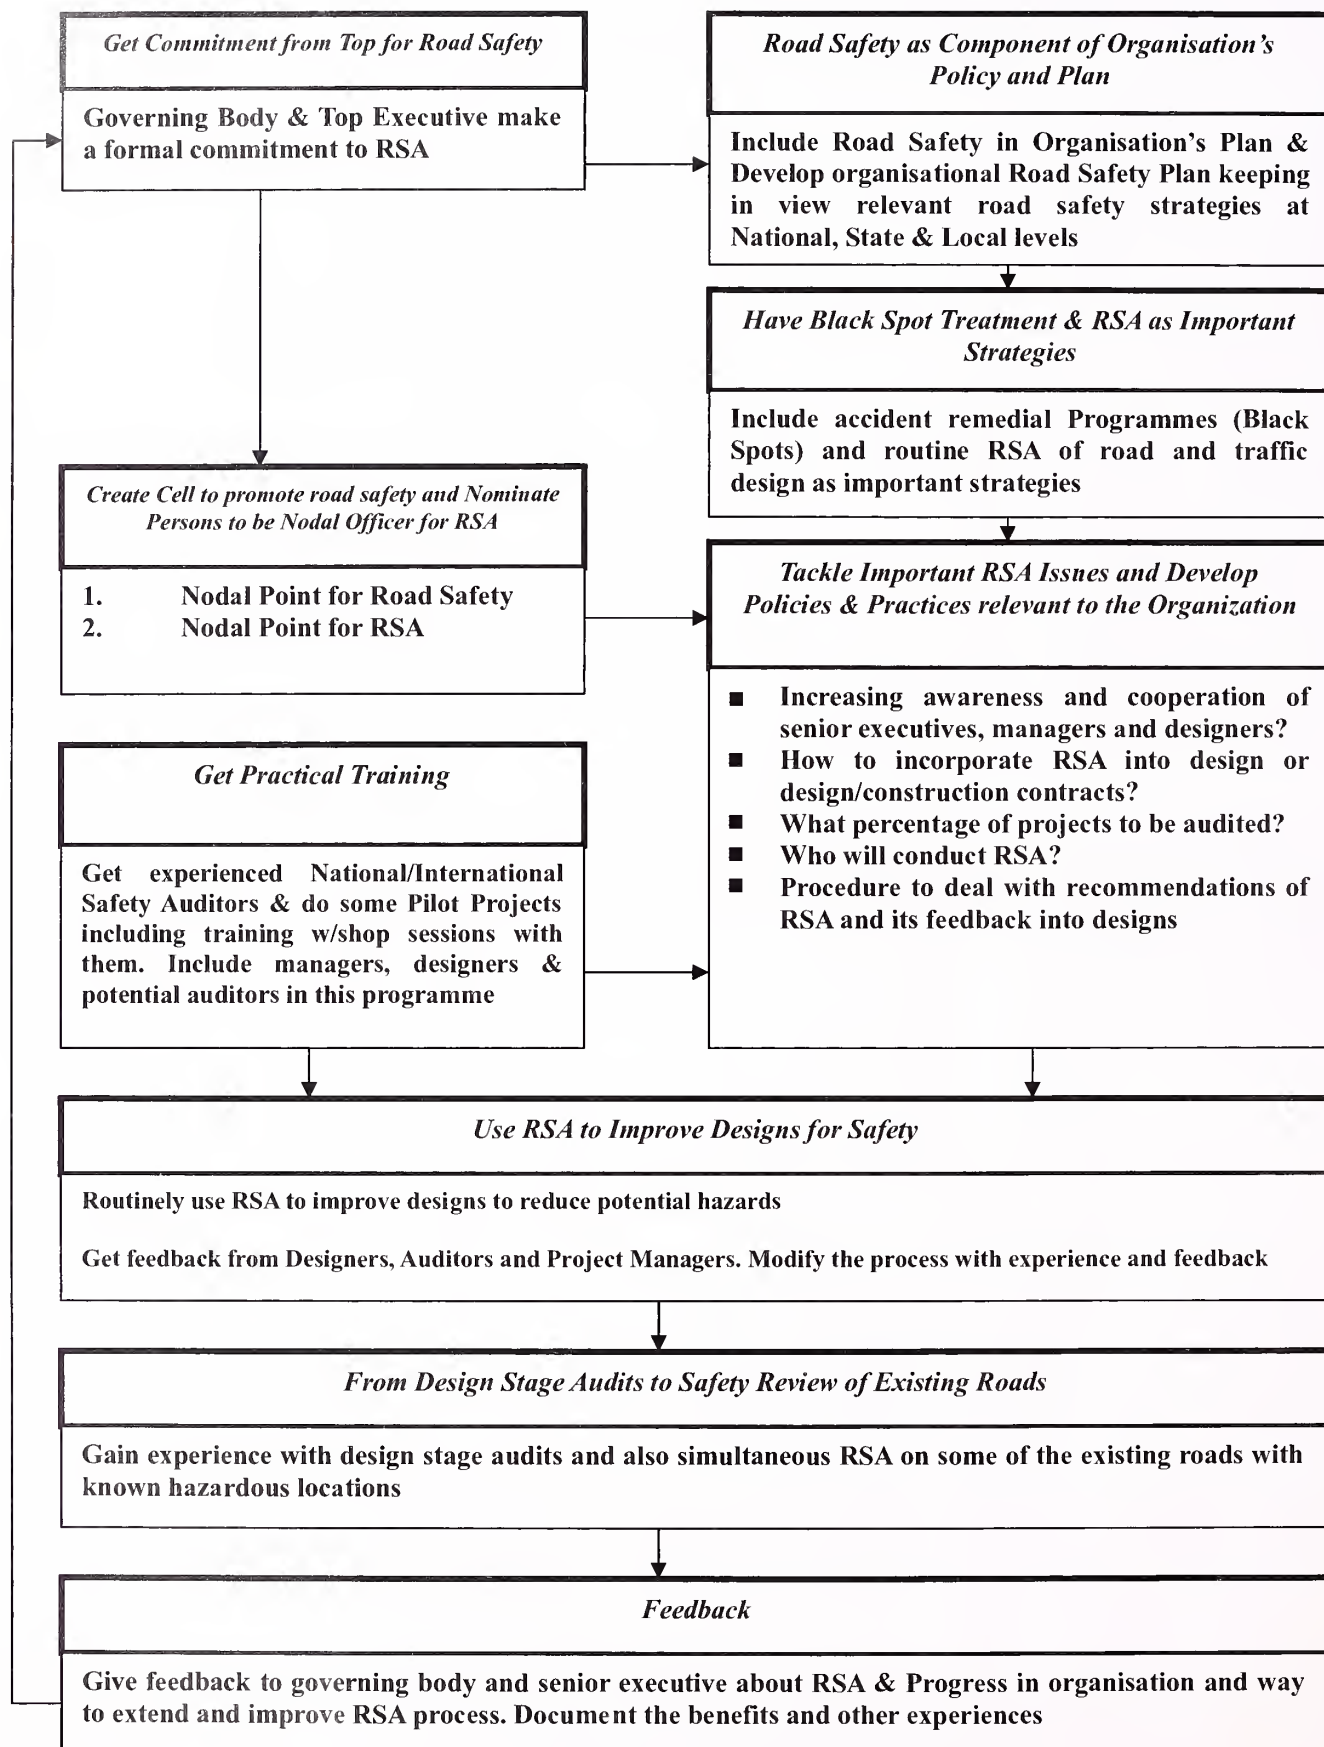 Get Commitment from Top for Road Safety
Governing Body & Top Executive make
a formal commitment to RSA
Road Safety as Component of Organisation's
Policy and Plan
Include Road Safety in Organisation's Plan &
Develop organisational Road Safety Plan keeping
in view relevant road safety strategies at
National, State & Local levels
Have Black Spot Treatment & RSA as Important
Strategies
Include accident remedial Programmes (Black
Spots) and routine RSA of road and traffic
design as important strategies
Create Cell to promote road safety and Nominate
Persons to be Nodal Officer for RSA
1. Nodal Point for Road Safety
2. Nodal Point for RSA
Tackle Important RSA Issues and Develop
Policies & Practices relevant to the Organization
■ Increasing awareness and cooperation of
senior executives, managers and designers?
■ How to incorporate RSA into design or
design/construction contracts?
■ What percentage of projects to be audited?
■ Who will conduct RSA?
■ Procedure to deal with recommendations of
RSA and its feedback into designs
Get Practical Training
Get experienced National/International
Safety Auditors & do some Pilot Projects
including training w/shop sessions with
them. Include managers, designers &
potential auditors in this programme
Use RSA to Improve Designs for Safety
Routinely use RSA to improve designs to reduce potential hazards
Get feedback from Designers, Auditors and Project Managers. Modify the process with experience and feedback
From Design Stage Audits to Safety Review of Existing Roads
Gain experience with design stage audits and also simultaneous RSA on some of the existing roads with
known hazardous locations
Feedback
Give feedback to governing body and senior executive about RSA & Progress in organisation and way
to extend and improve RSA process. Document the benefits and other experiences